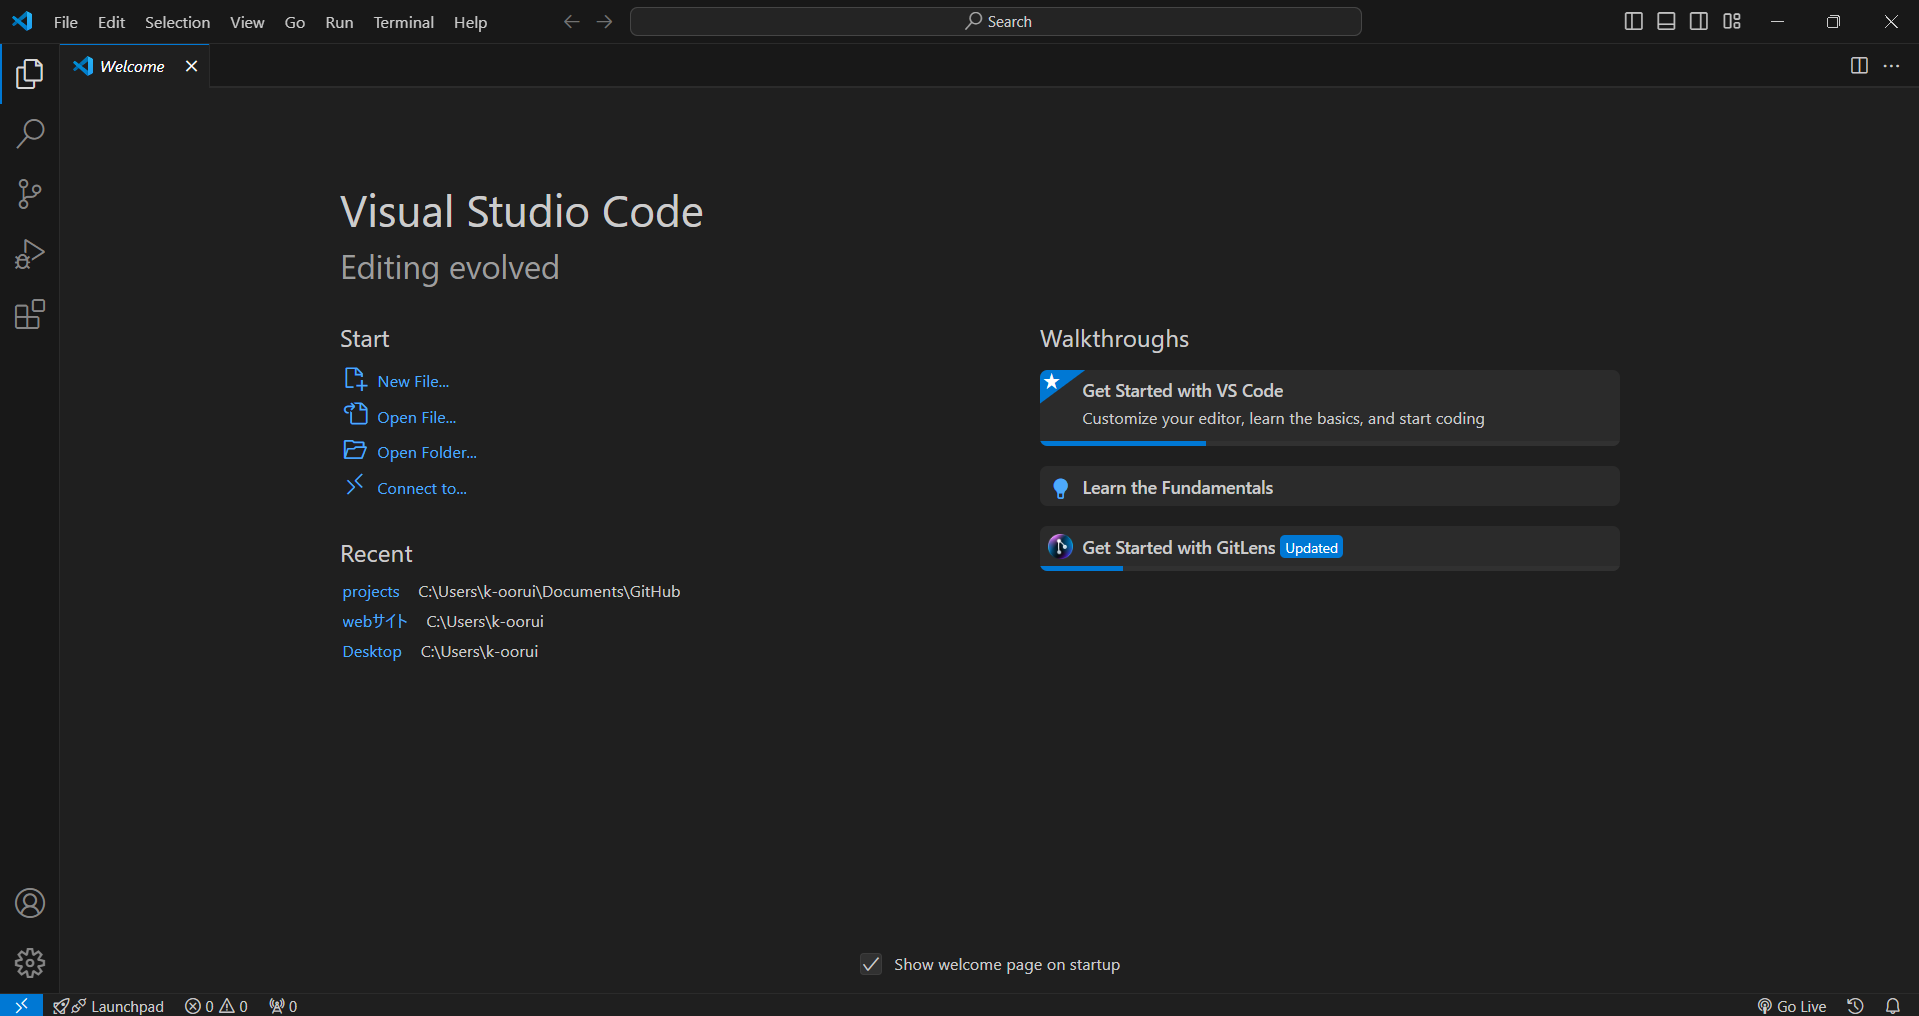 File Edit Selection View Go Run Terminal Help
Search
Welcome
Visual Studio Code
Editing evolved
Start
New File...
Open File...
Open Folder...
Connect to...
Recent
projects C:\Users\k-oorui\Documents\GitHub
webサイト C:\Users\k-oorui
Desktop C:\Users\k-oorui
Walkthroughs
Get Started with VS Code
Customize your editor, learn the basics, and start coding
Learn the Fundamentals
Get Started with GitLens Updated
Show welcome page on startup
Launchpad 0 0 0 Go Live